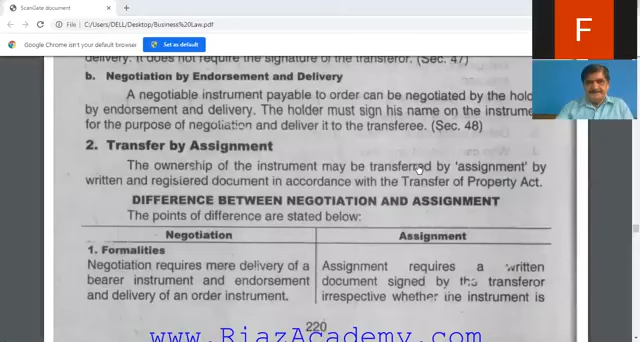 ScanGate document
File | C:/Users/DELL/Desktop/Business%20Law.pdf
Google Chrome isn't your default browser
Set as default
F
delivery. It does not require the signature of the transferor. (Sec. 47)
b. Negotiation by Endorsement and Delivery
A negotiable instrument payable to order can be negotiated by the hold
by endorsement and delivery. The holder must sign his name on the instrume
for the purpose of negotiation and deliver it to the transferee. (Sec. 48)
2. Transfer by Assignment
The ownership of the instrument may be transferred by 'assignment' by
written and registered document in accordance with the Transfer of Property Act.
DIFFERENCE BETWEEN NEGOTIATION AND ASSIGNMENT
The points of difference are stated below:
Negotiation
Assignment
1. Formalities
Negotiation requires mere delivery of a
bearer instrument and endorsement
and delivery of an order instrument.
Assignment requires a written
document signed by the transferor
irrespective whether the instrument is
220
www.RiazAcademy.com